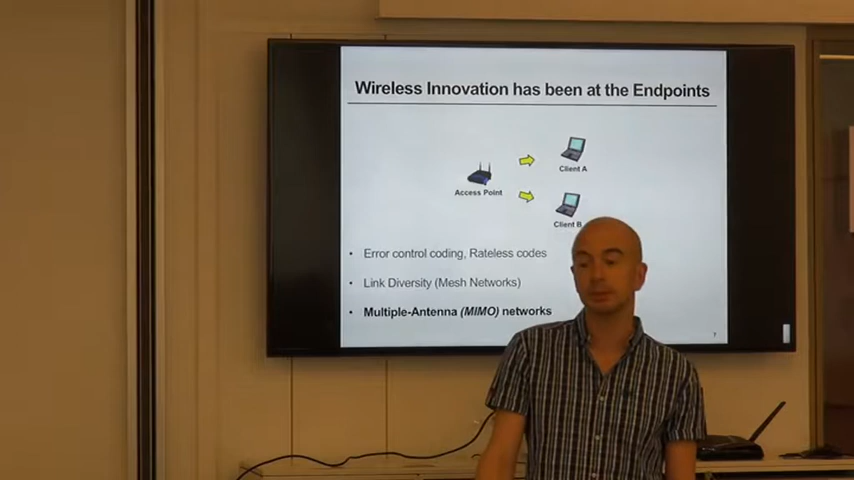 Wireless Innovation has been at the Endpoints
Client A
Access Point
Client B
• Error control coding, Rateless codes
• Link Diversity (Mesh Networks)
• Multiple-Antenna (MIMO) networks
7